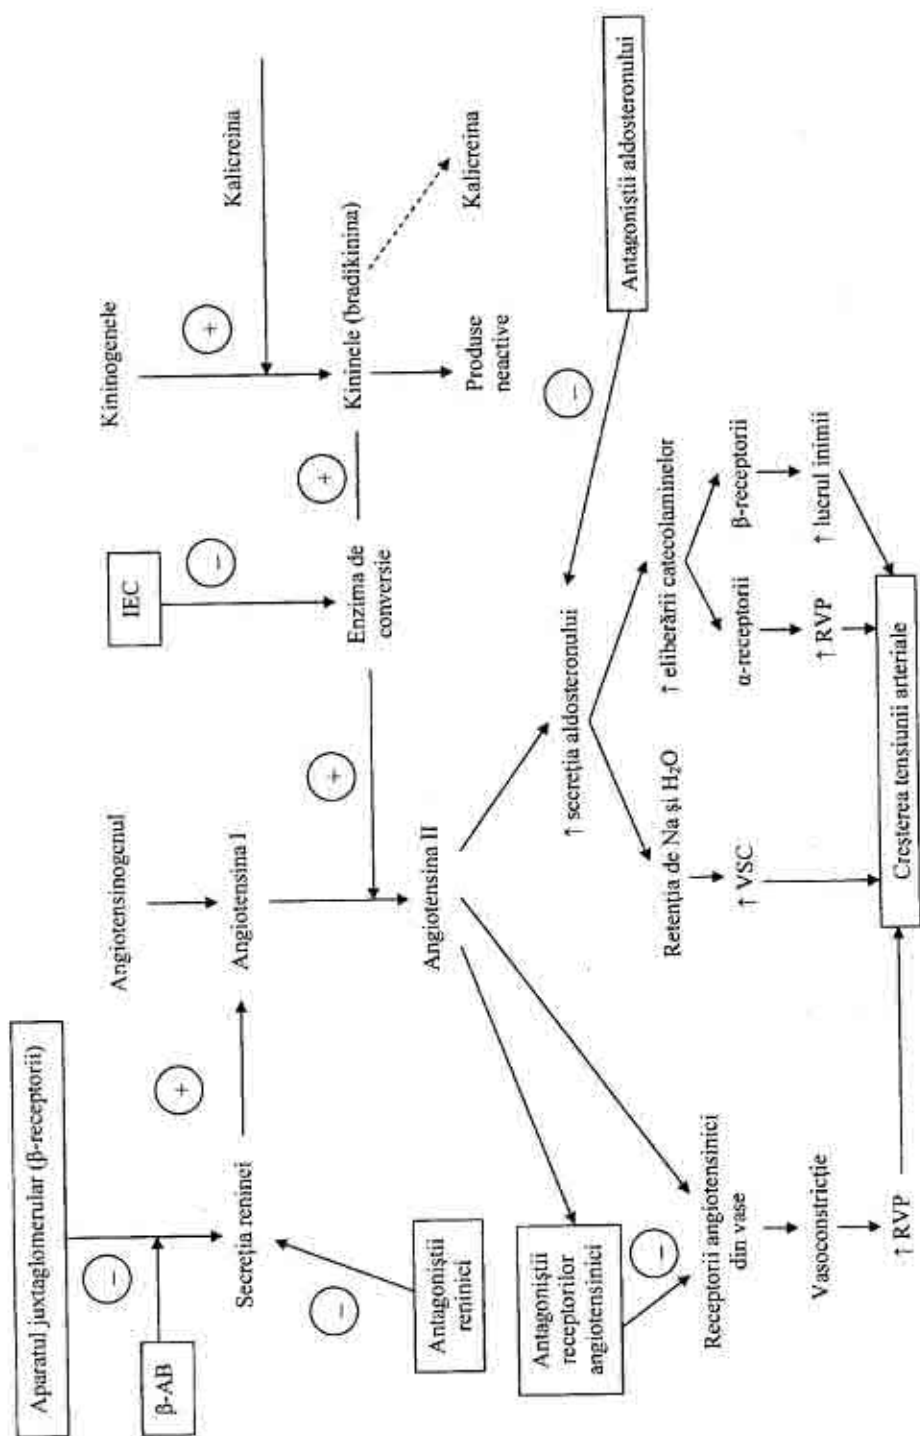 Aparatul juxtaglomerular (β-receptorii)
−
β-AB
Secreția reninei
+
Angiotensinogenul
Angiotensina I
−
Antagoniștii
reninici
IEC
−
Enzima de
conversie
+
+
Kininogenele
+
Kalicreina
Kininele (bradikinina)
Produse
neactive
Kalicreina
Angiotensina II
Antagoniștii
receptorilor
angiotensinici
−
Receptorii angiotensinici
din vase
Vasoconstricție
↑ RVP
↑ secreția aldosteronului
−
Antagoniștii aldosteronului
Retenția de Na și H₂O
↑ VSC
↑ eliberării catecolaminelor
α-receptorii
β-receptorii
↑ RVP
↑ lucrul inimii
Creșterea tensiunii arteriale